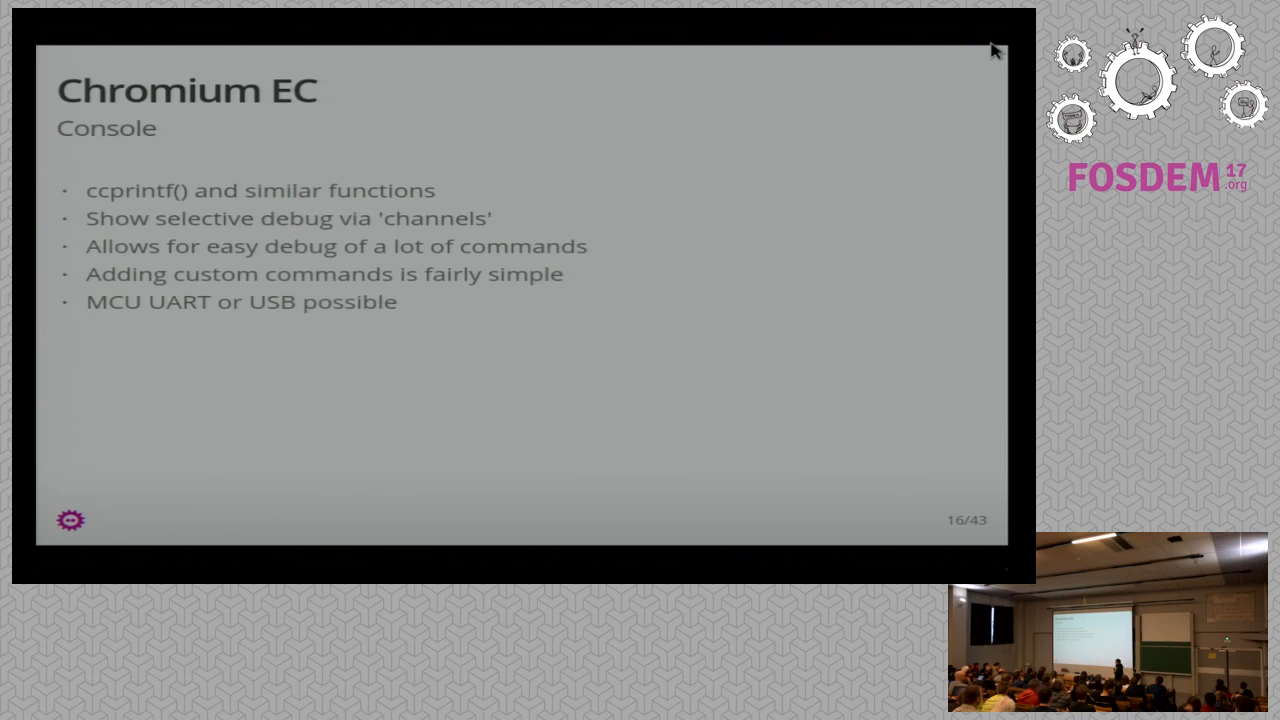 Chromium EC
Console
· ccprintf() and similar functions
· Show selective debug via 'channels'
· Allows for easy debug of a lot of commands
· Adding custom commands is fairly simple
· MCU UART or USB possible
16/43
FOSDEM 17
.org